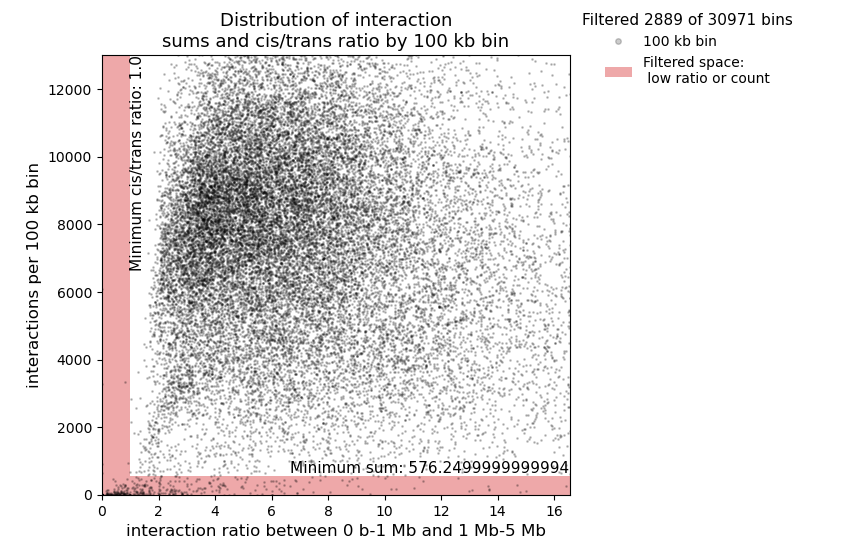 Distribution of interaction
sums and cis/trans ratio by 100 kb bin
Filtered 2889 of 30971 bins
100 kb bin
Filtered space:
low ratio or count
interactions per 100 kb bin
12000
10000
8000
6000
4000
2000
0
Minimum cis/trans ratio: 1.0
Minimum sum: 576.2499999999994
0 2 4 6 8 10 12 14 16
interaction ratio between 0 b-1 Mb and 1 Mb-5 Mb